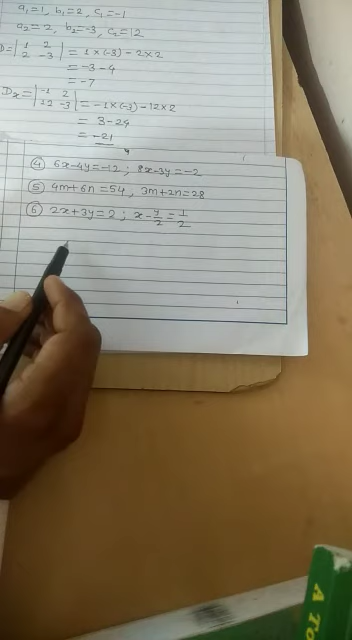 a₁=1, b₁=2, c₁=-1
a₂=2, b₂=-3, c₂=12
D=|1 2 2 -3| = 1×(-3) - 2×2
= -3-4
= -7
Dx=|-1 2 12 -3| = -1×(-3) - 12×2
= 3-24
= -21
④ 6x-4y=-12 ; 8x-3y=-2
⑤ 4m+6n=54, 3m+2n=28
⑥ 2x+3y=2 ; x-y/2=1/2
A TO